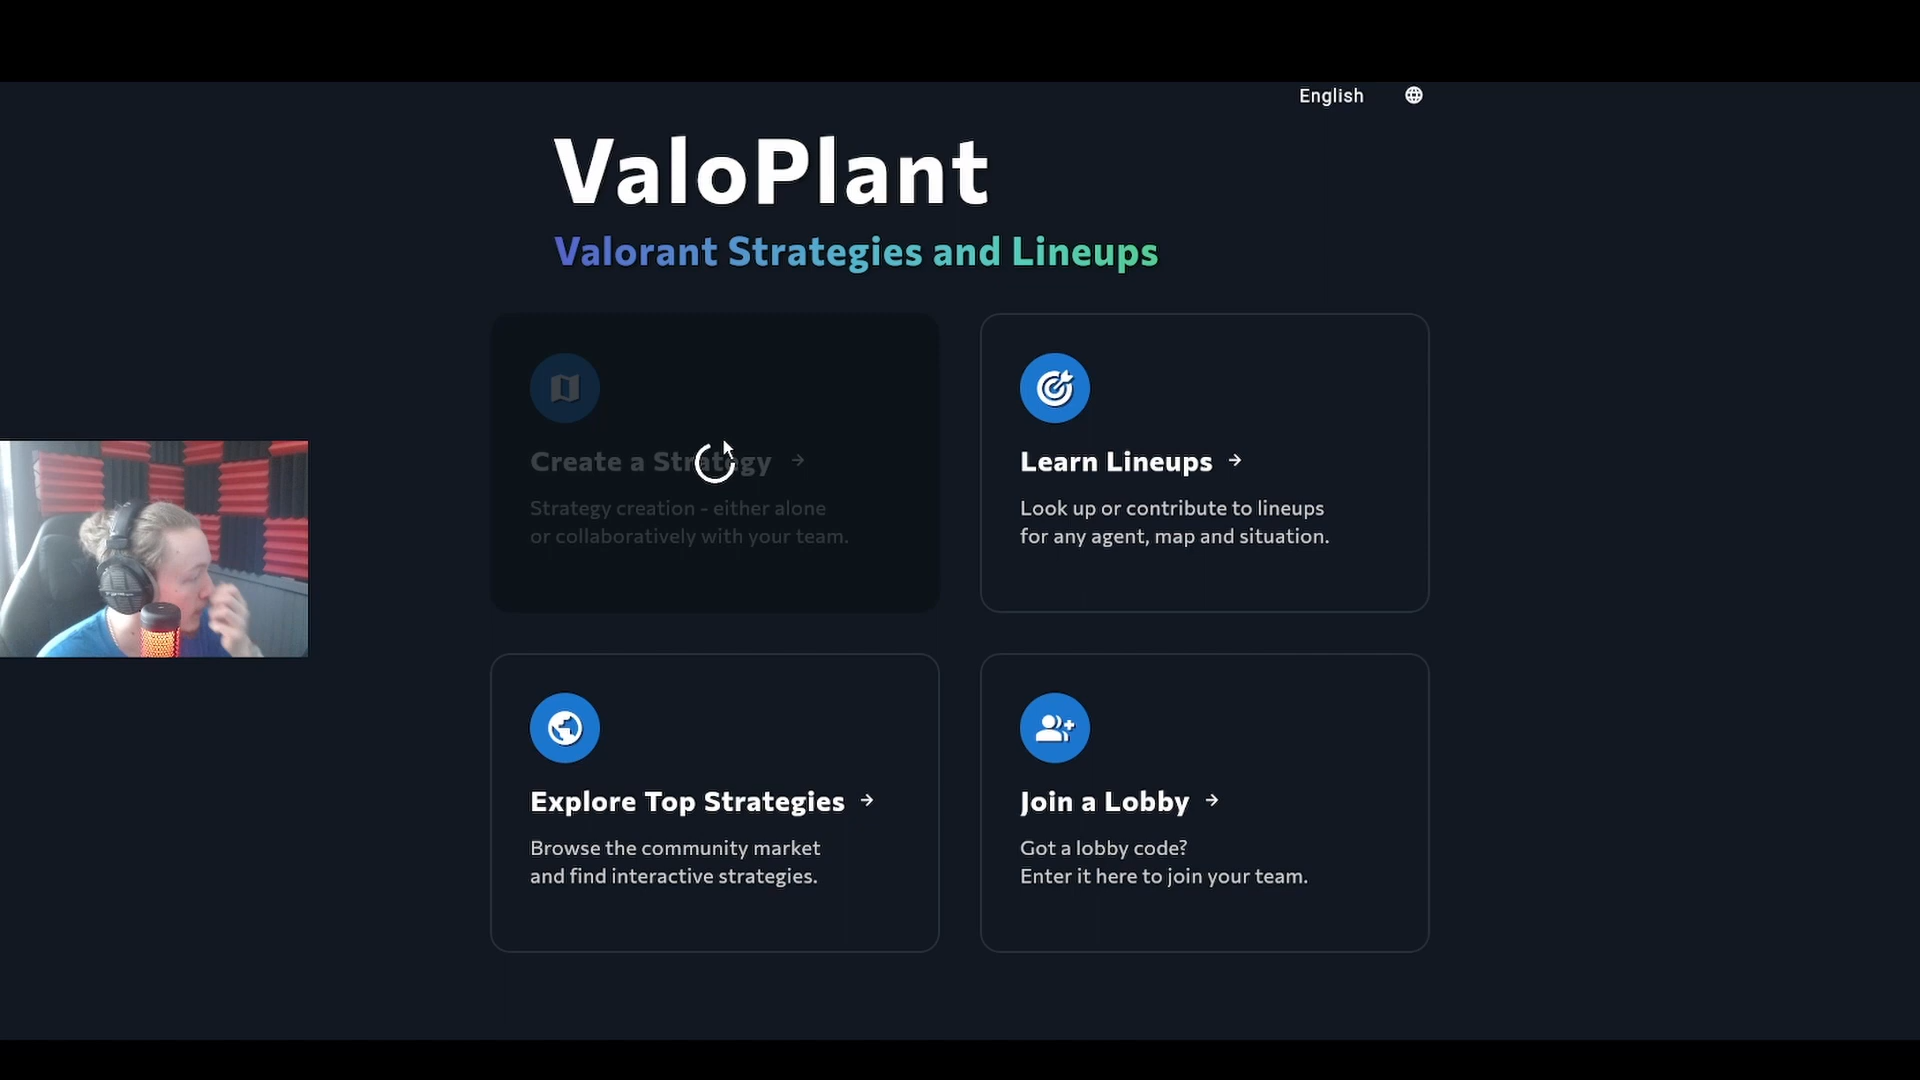 English
ValoPlant
Valorant Strategies and Lineups
Create a Strategy
Strategy creation - either alone
or collaboratively with your team.
Learn Lineups
Look up or contribute to lineups
for any agent, map and situation.
Explore Top Strategies
Browse the community market
and find interactive strategies.
Join a Lobby
Got a lobby code?
Enter it here to join your team.